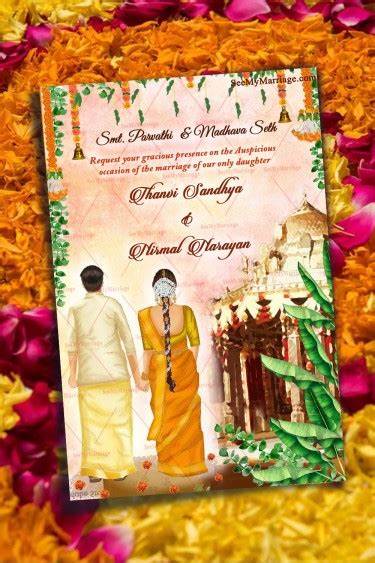 SeeMyMarriage.com
Smt. Parvathi & Madhava Seth
Request your gracious presence on the Auspicious
occasion of the marriage of our only daughter
Thanvi Sandhya
&
Nirmal Narayan